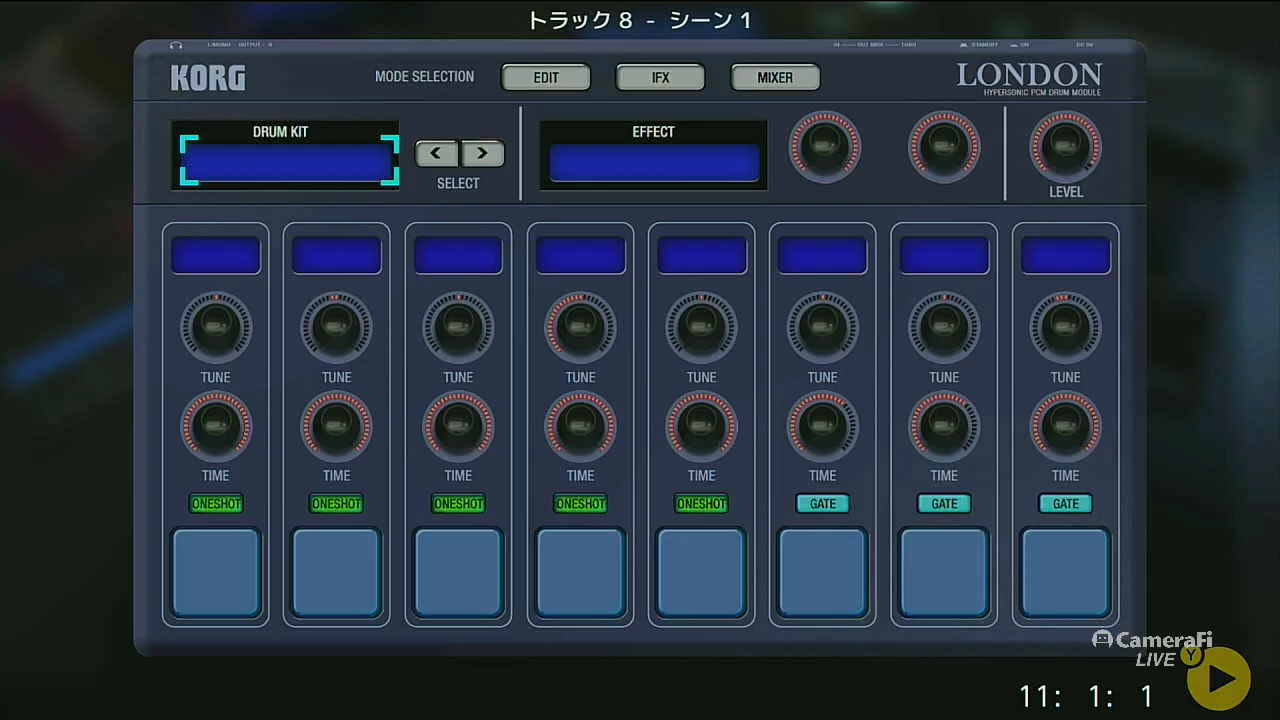 トラック 8 - シーン 1
KORG
MODE SELECTION
EDIT
IFX
MIXER
LONDON
HYPERSONIC PCM DRUM MODULE
DRUM KIT
< >
SELECT
EFFECT
LEVEL
TUNE TUNE TUNE TUNE TUNE TUNE TUNE TUNE
TIME TIME TIME TIME TIME TIME TIME TIME
ONESHOT ONESHOT ONESHOT ONESHOT ONESHOT GATE GATE GATE
CameraFi
LIVE
Y
11: 1: 1